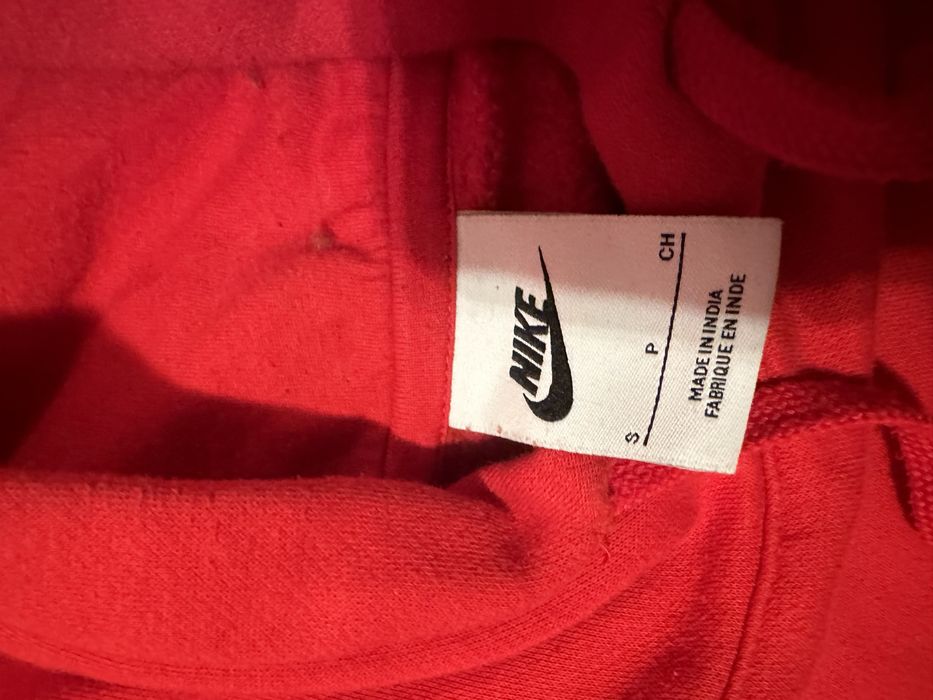 NIKE
S P CH
MADE IN INDIA
FABRIQUE EN INDE